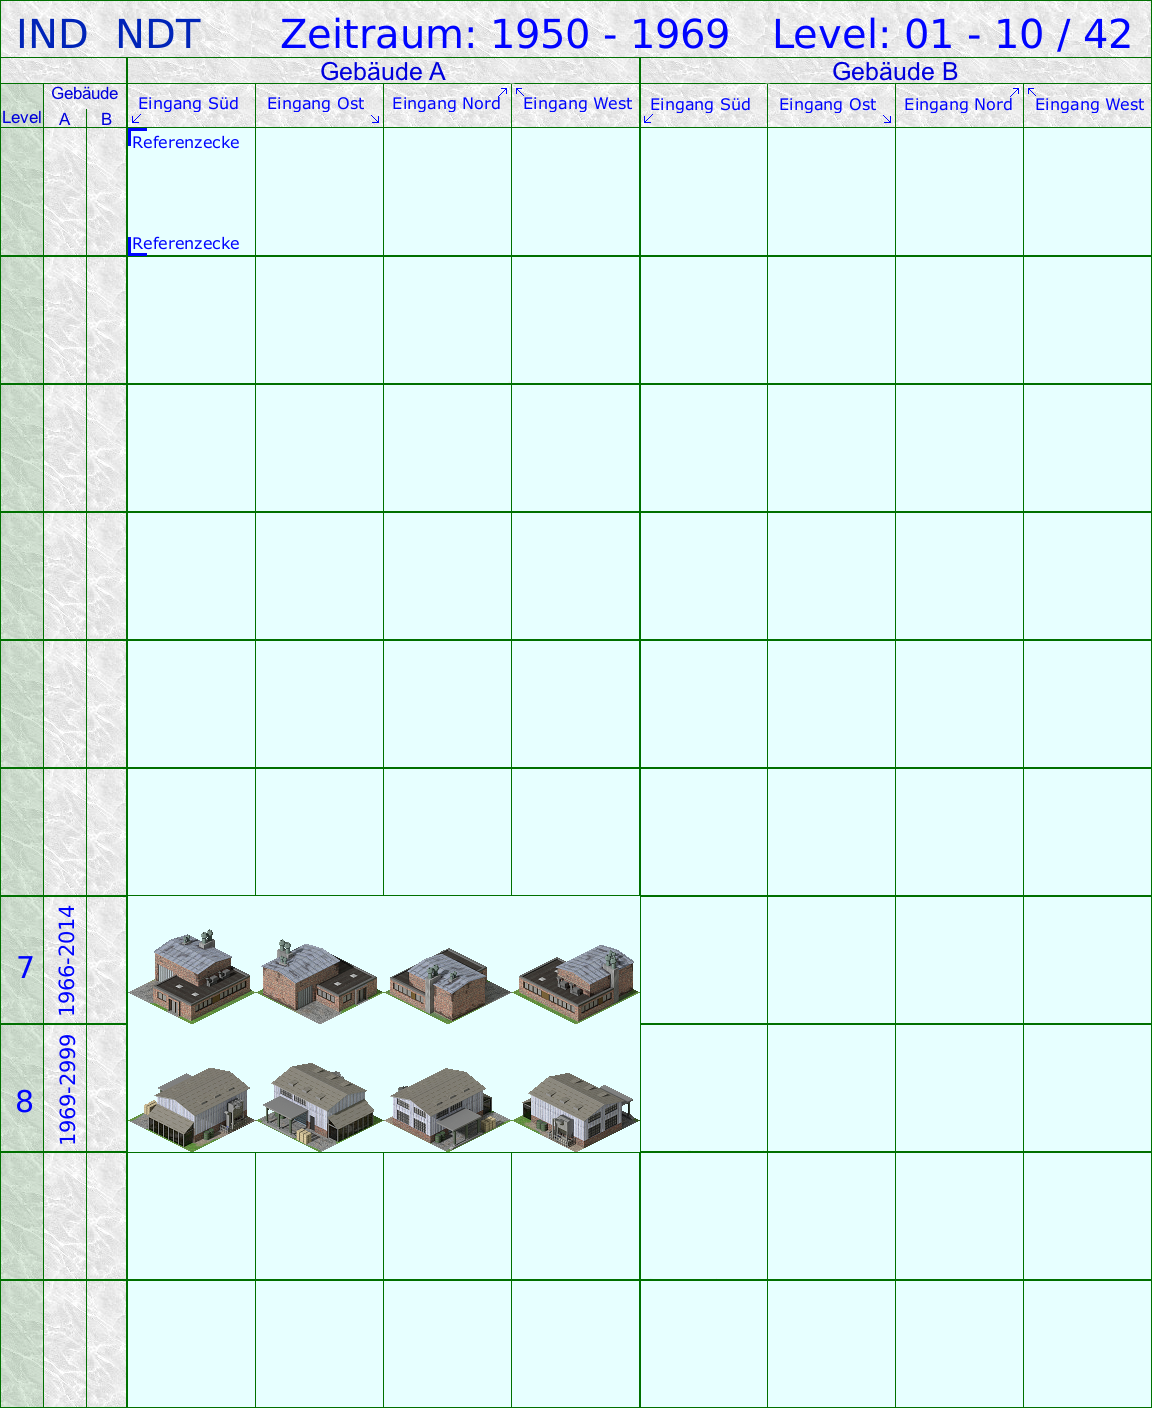 IND NDT Zeitraum: 1950 - 1969 Level: 01 - 10 / 42
Gebäude A Gebäude B
Level Gebäude A B Eingang Süd Eingang Ost Eingang Nord Eingang West Eingang Süd Eingang Ost Eingang Nord Eingang West
Referenzecke
Referenzecke
7 1966-2014
8 1969-2999